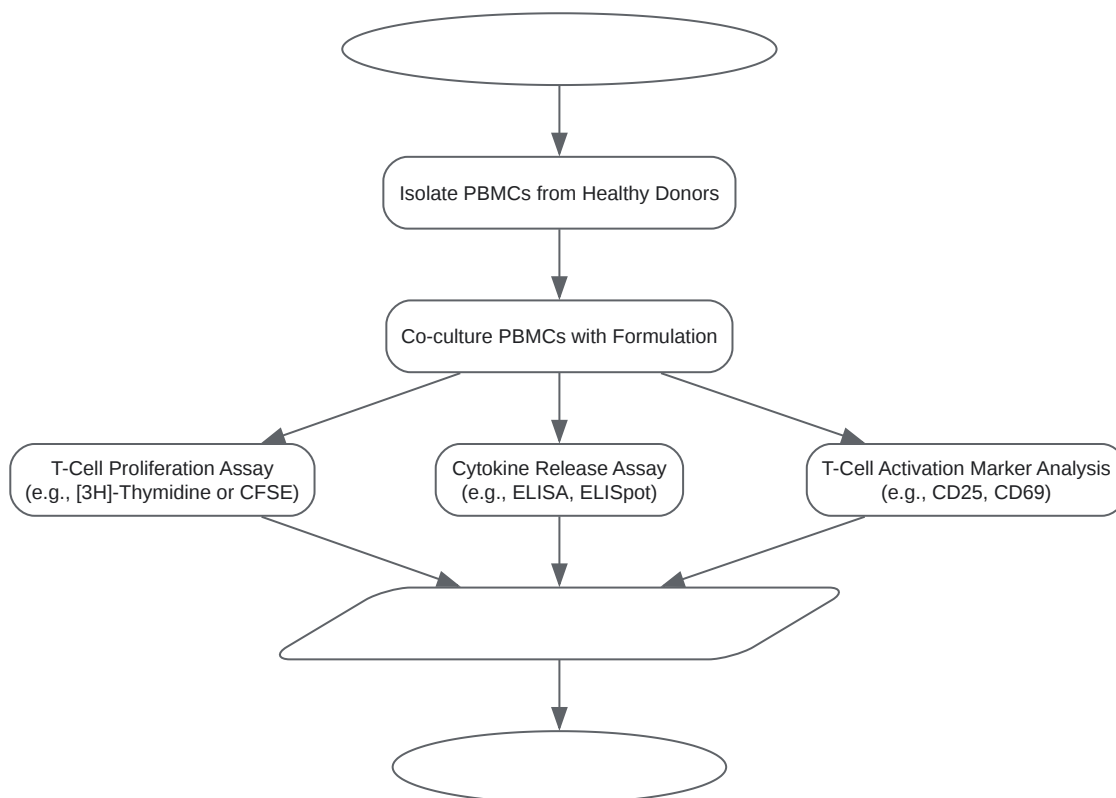 Isolate PBMCs from Healthy Donors
Co-culture PBMCs with Formulation
T-Cell Proliferation Assay
(e.g., [3H]-Thymidine or CFSE)
Cytokine Release Assay
(e.g., ELISA, ELISpot)
T-Cell Activation Marker Analysis
(e.g., CD25, CD69)